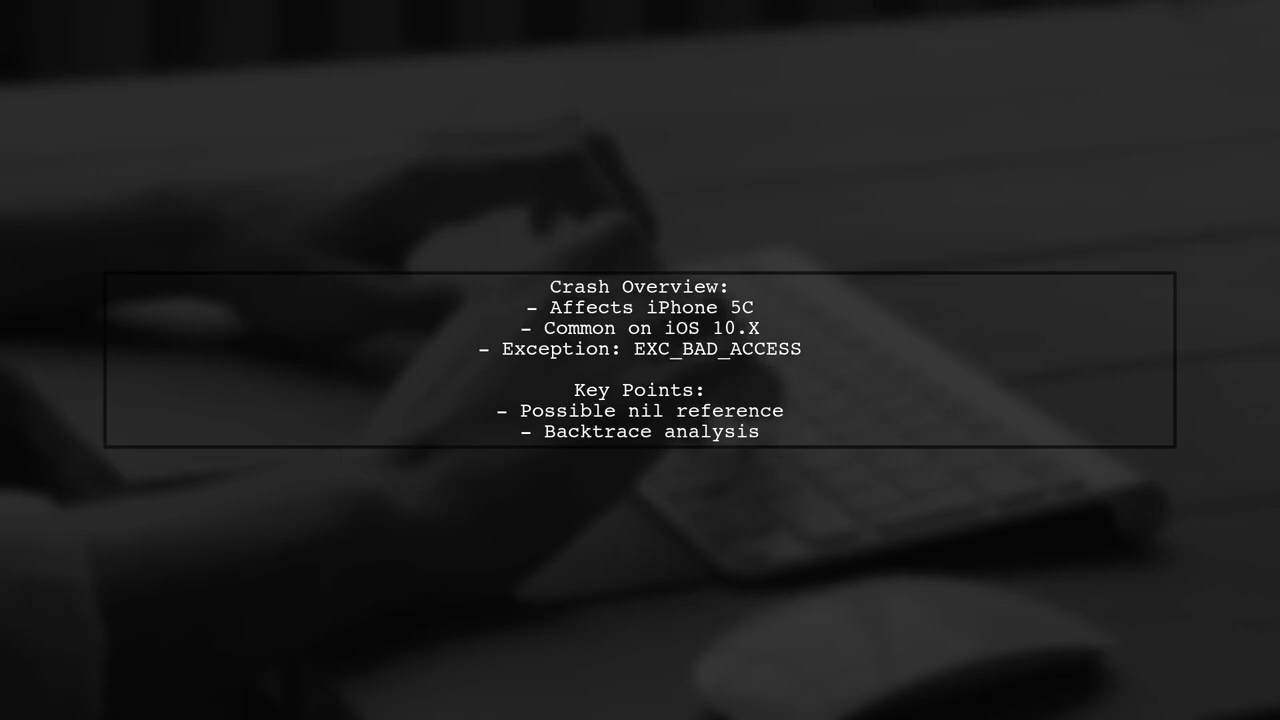 Crash Overview:
- Affects iPhone 5C
- Common on iOS 10.X
- Exception: EXC_BAD_ACCESS
Key Points:
- Possible nil reference
- Backtrace analysis